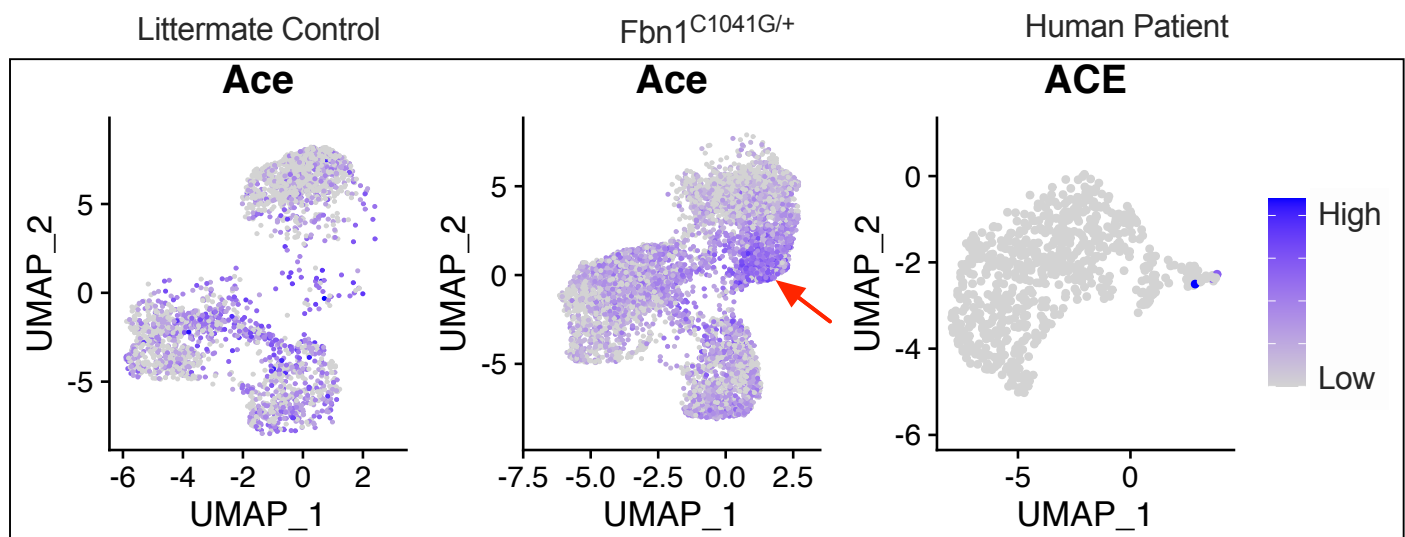 Littermate Control
Fbn1C1041G/+
Human Patient
Ace
Ace
ACE
UMAP_2
5
0
-5
-6 -4 -2 0 2
UMAP_1
UMAP_2
5
0
-5
-7.5 -5.0 -2.5 0.0 2.5
UMAP_1
UMAP_2
0
-2
-4
-6
-5 0
UMAP_1
High
Low